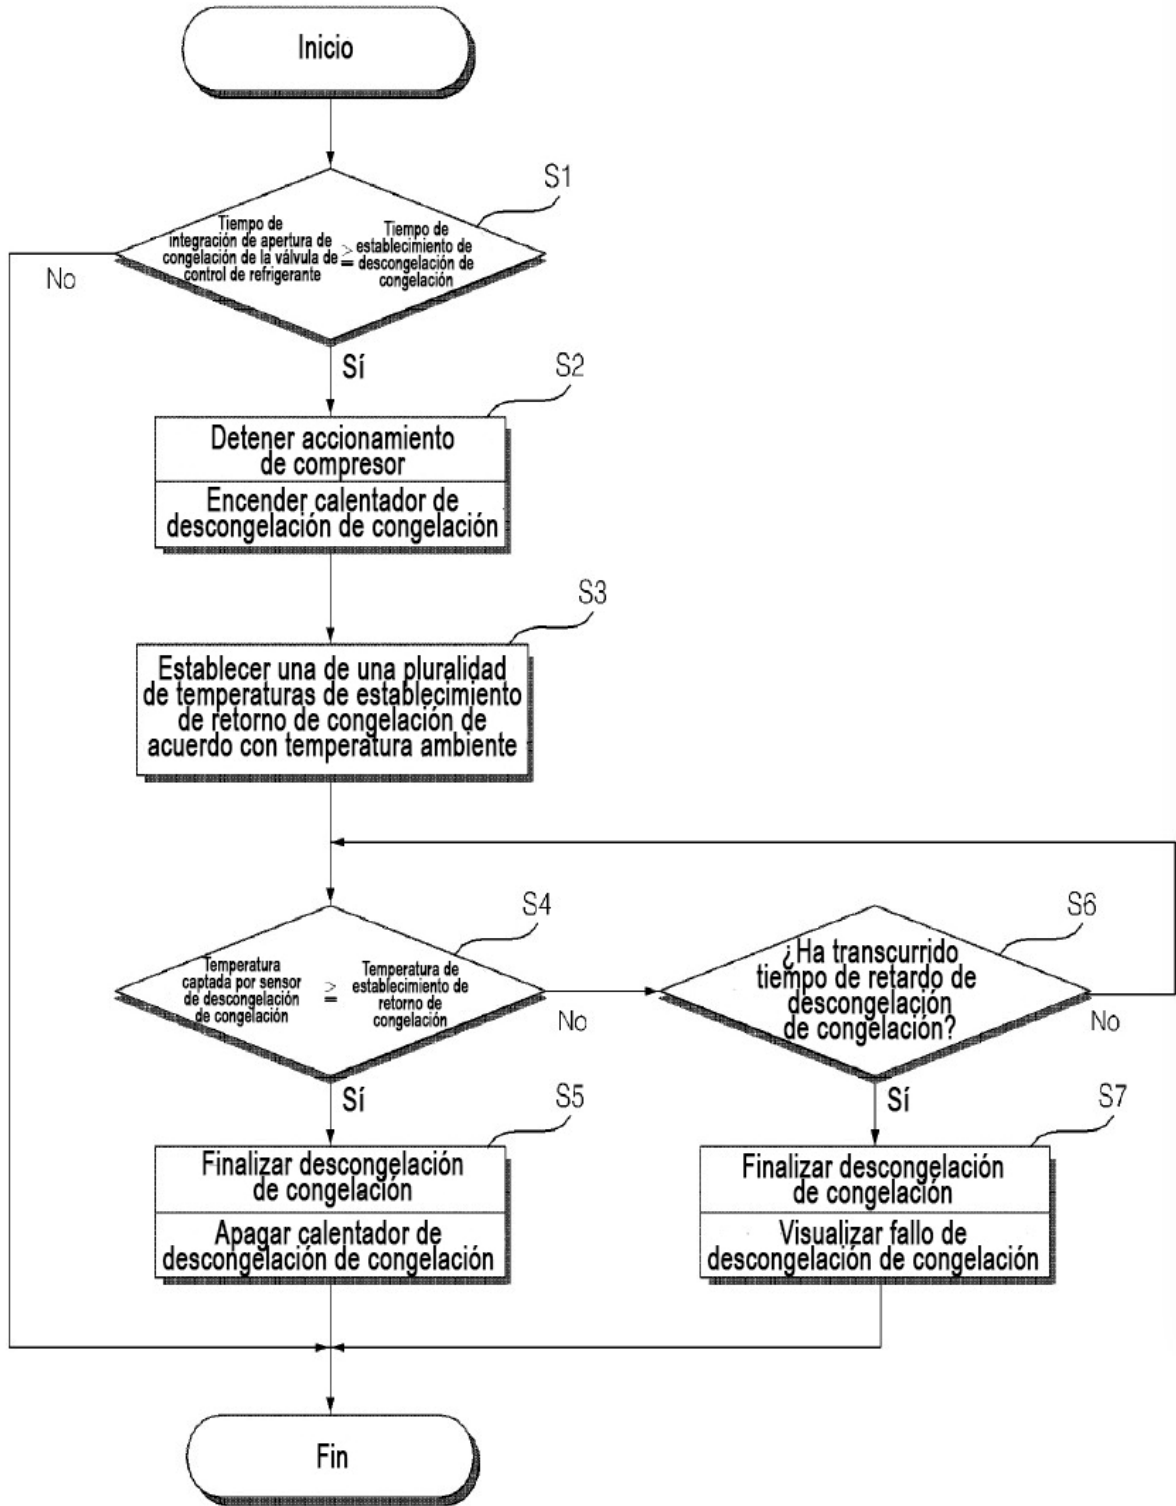 Inicio
S1
Tiempo de
integración de apertura de
congelación de la válvula de
control de refrigerante
≥
Tiempo de
establecimiento de
descongelación de
congelación
No
Sí
S2
Detener accionamiento
de compresor
Encender calentador de
descongelación de congelación
S3
Establecer una de una pluralidad
de temperaturas de establecimiento
de retorno de congelación de
acuerdo con temperatura ambiente
S4
Temperatura
captada por sensor
de descongelación
de congelación
≥
Temperatura de
establecimiento de
retorno de
congelación
No
Sí
S6
¿Ha transcurrido
tiempo de retardo de
descongelación
de congelación?
No
Sí
S5
Finalizar descongelación
de congelación
Apagar calentador de
descongelación de congelación
S7
Finalizar descongelación
de congelación
Visualizar fallo de
descongelación de congelación
Fin